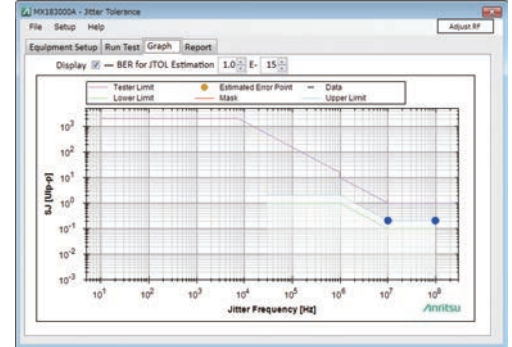 MX183000A - Jitter Tolerance
File Setup Help
Adjust RF
Equipment Setup Run Test Graph Report
Display BER for JTOL Estimation 1.0 E- 15
Tester Limit Estimated Error Point Data
Lower Limit Mask Upper Limit
SJ [UIp-p]
10³
10²
10¹
10⁰
10⁻¹
10⁻²
10⁻³
10¹ 10² 10³ 10⁴ 10⁵ 10⁶ 10⁷ 10⁸
Jitter Frequency [Hz]
Anritsu